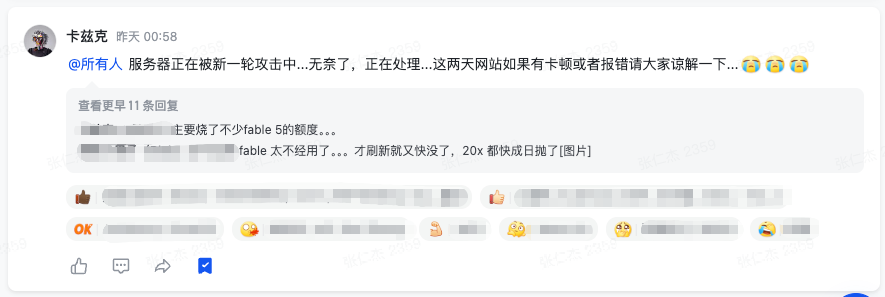 卡兹克 昨天 00:58
@所有人 服务器正在被新一轮攻击中...无奈了，正在处理...这两天网站如果有卡顿或者报错请大家谅解一下...😭😭😭
查看更早 11 条回复
主要烧了不少fable 5的额度。。。
fable 太不经用了。。。才刷新就又快没了，20x 都快成日抛了[图片]
OK